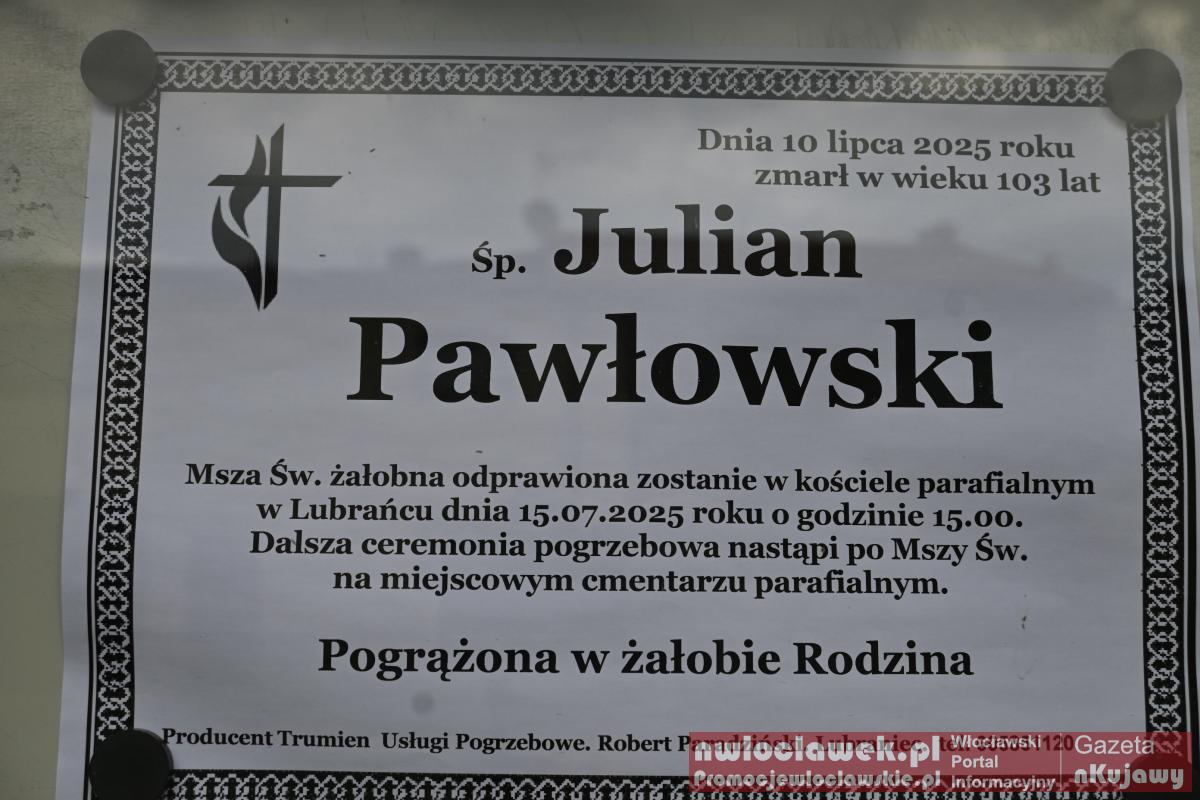 Dnia 10 lipca 2025 roku
zmarł w wieku 103 lat
Śp. Julian
Pawłowski
Msza Św. żałobna odprawiona zostanie w kościele parafialnym
w Lubrańcu dnia 15.07.2025 roku o godzinie 15.00.
Dalsza ceremonia pogrzebowa nastąpi po Mszy Św.
na miejscowym cmentarzu parafialnym.
Pogrążona w żałobie Rodzina
Producent Trumien Usługi Pogrzebowe. Robert
nwloclawek.pl
Promocjewloclawskie.pl
Włocławski
Portal
Informacyjny
Gazeta
nKujawy